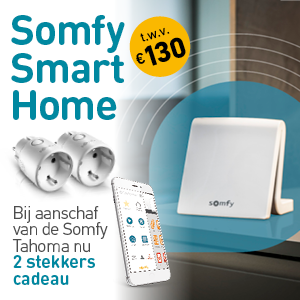 Somfy
Smart
Home
t.w.v.
€130
somfy
Bij aanschaf
van de Somfy
Tahoma nu
2 stekkers
cadeau